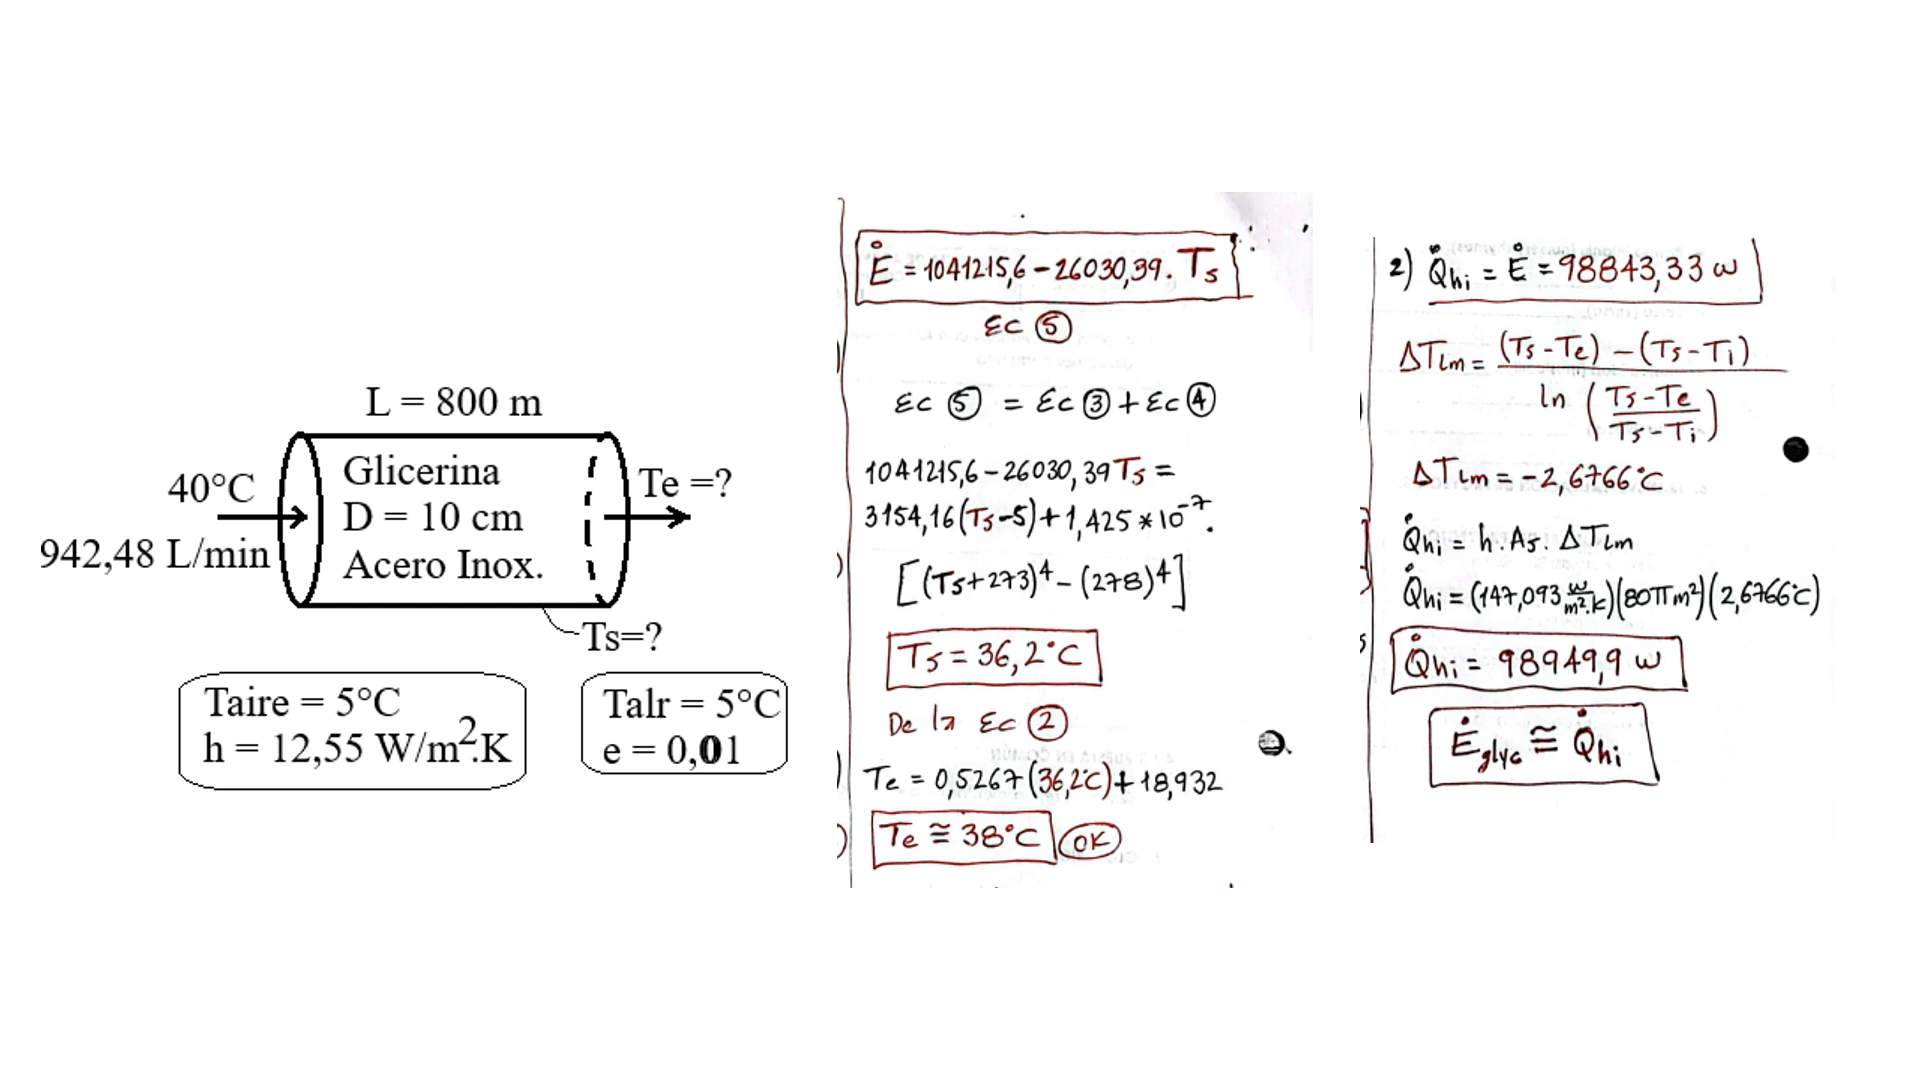 L = 800 m
40°C
942,48 L/min
Glicerina
D = 10 cm
Acero Inox.
Te =?
Ts=?
Taire = 5°C
h = 12,55 W/m².K
Talr = 5°C
e = 0,01
Ė = 1041215,6 - 26030,39 . Ts
Ec ⑤
Ec ⑤ = Ec ③ + Ec ④
1041215,6 - 26030,39 Ts =
3154,16 (Ts-5) + 1,425 * 10⁻⁷.
[(Ts+273)⁴ - (278)⁴]
Ts = 36,2°C
De la Ec ②
Te = 0,5267 (36,2°C) + 18,932
Te ≅ 38°C OK
2) Q̇hi = Ė = 98843,33 w
ΔTlm = (Ts-Te) - (Ts-Ti)
ln (Ts-Te
Ts-Ti)
ΔTlm = -2,6766°C
Q̇hi = h. As. ΔTlm
Q̇hi = (147,093 w/m².k)(80πm²)(2,6766°C)
Q̇hi = 98949,9 w
Ėglyc ≅ Q̇hi